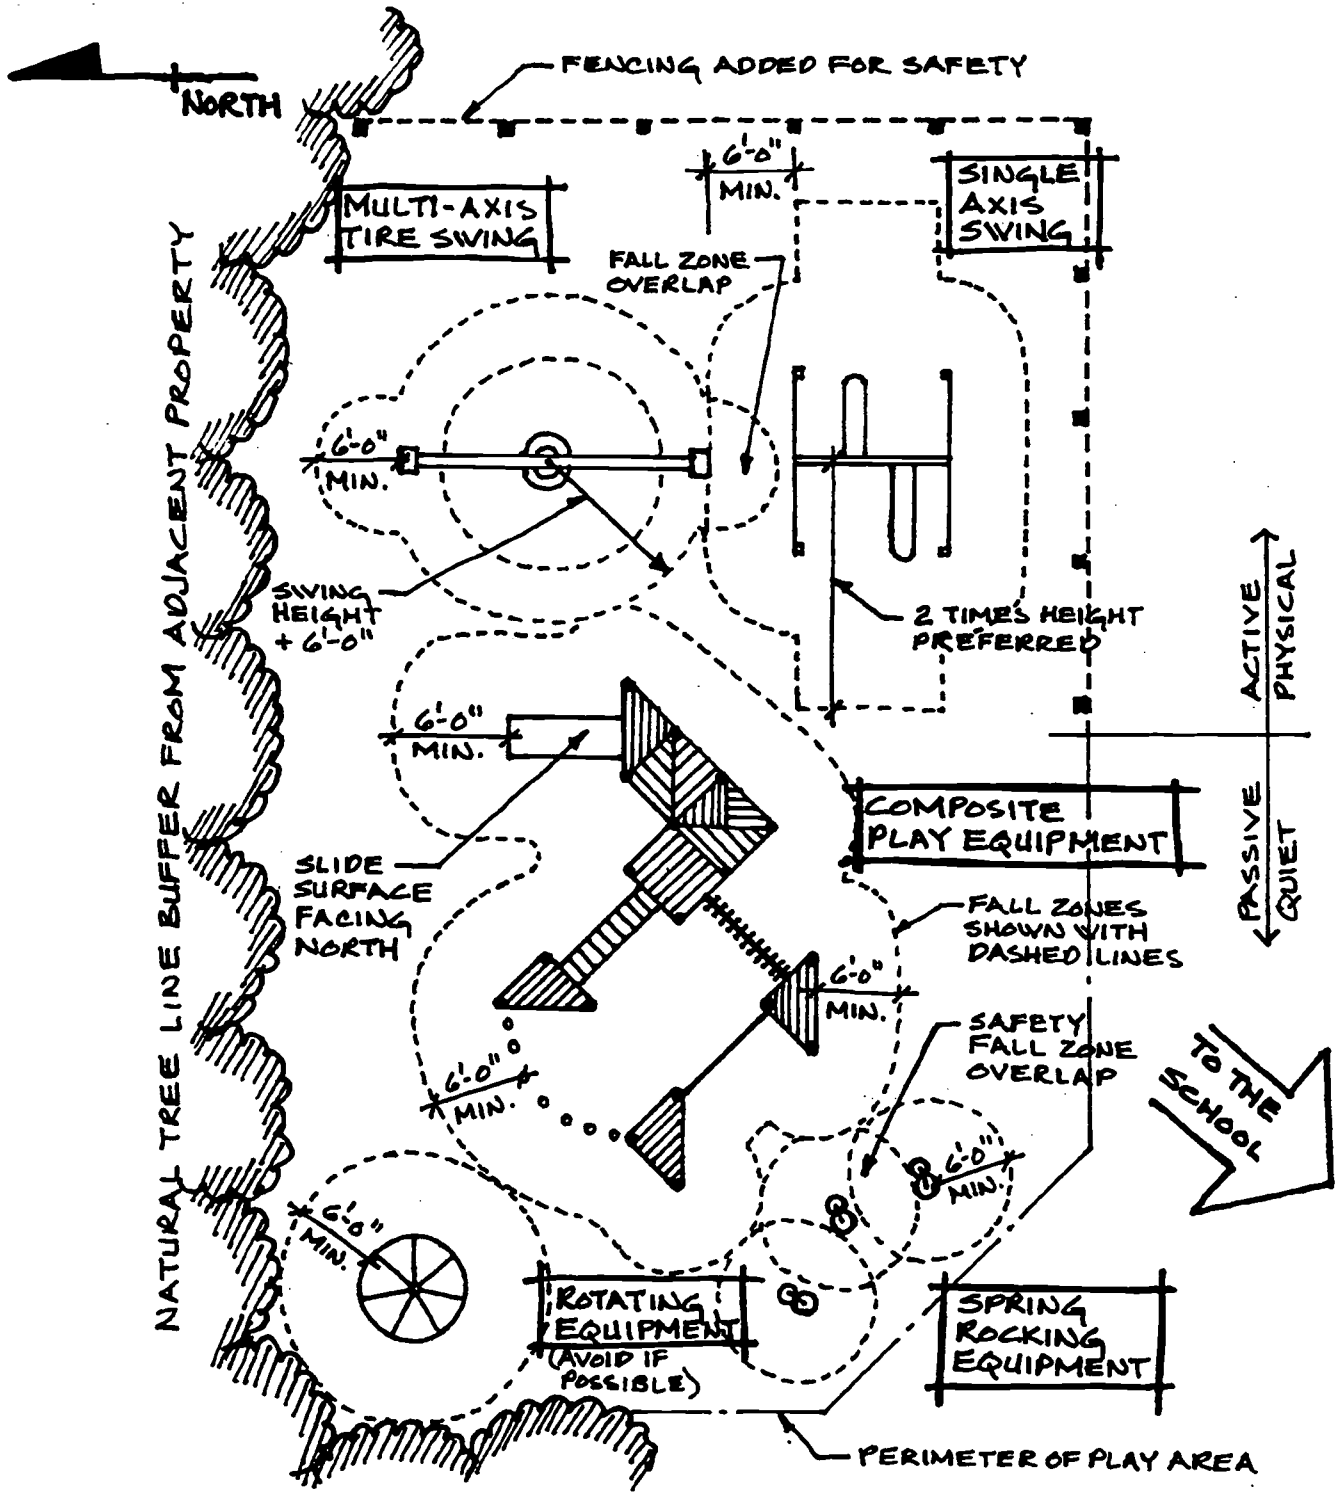 FENCING ADDED FOR SAFETY
NORTH
6'-0"
MIN.
SINGLE
AXIS
SWING
MULTI-AXIS
TIRE SWING
FALL ZONE
OVERLAP
6'-0"
MIN.
SWING
HEIGHT
+ 6'-0"
2 TIMES HEIGHT
PREFERRED
ACTIVE
PHYSICAL
NATURAL TREE LINE BUFFER FROM ADJACENT PROPERTY
6'-0"
MIN.
COMPOSITE
PLAY EQUIPMENT
PASSIVE
QUIET
SLIDE
SURFACE
FACING
NORTH
FALL ZONES
SHOWN WITH
DASHED LINES
6'-0"
MIN.
SAFETY
FALL ZONE
OVERLAP
TO THE
SCHOOL
6'-0"
MIN.
6'-0"
MIN.
6'-0"
MIN.
ROTATING
EQUIPMENT
(AVOID IF
POSSIBLE)
SPRING
ROCKING
EQUIPMENT
PERIMETER OF PLAY AREA